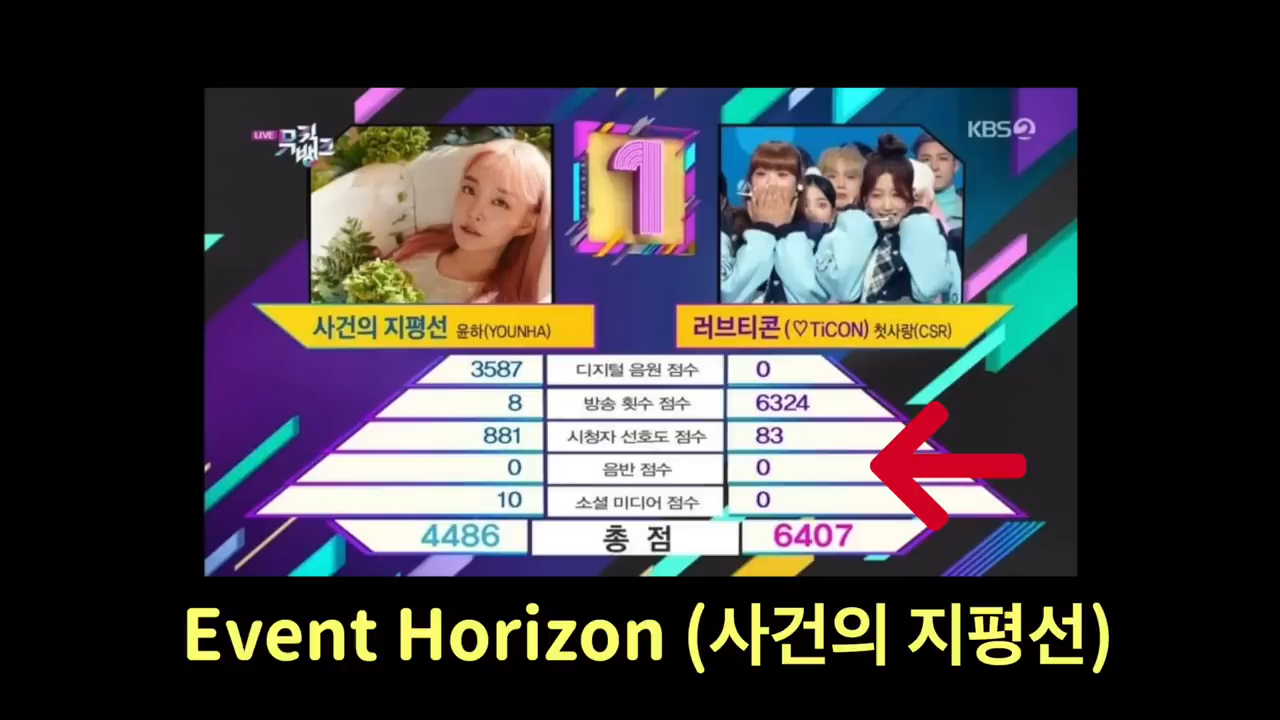 LIVE 뮤직뱅크
KBS2
1
사건의 지평선 윤하(YOUNHA)
러브티콘(♡TiCON) 첫사랑(CSR)
3587 디지털 음원 점수 0
8 방송 횟수 점수 6324
881 시청자 선호도 점수 83
0 음반 점수 0
10 소셜 미디어 점수 0
4486 총 점 6407
Event Horizon (사건의 지평선)